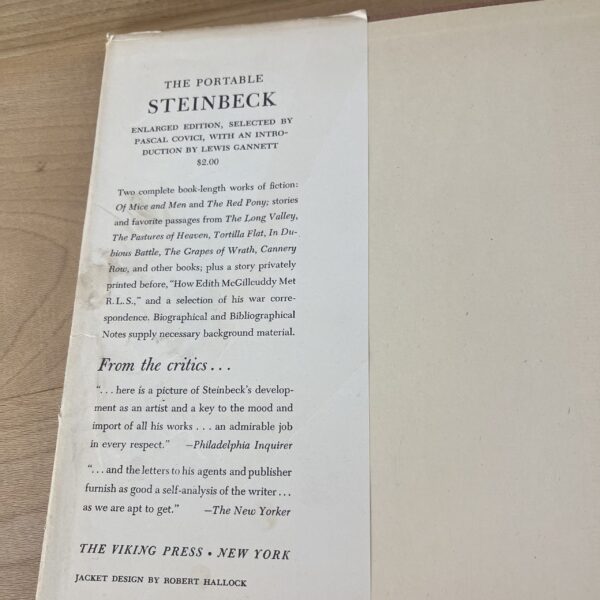 THE PORTABLE
STEINBECK
ENLARGED EDITION, SELECTED BY
PASCAL COVICI, WITH AN INTRO-
DUCTION BY LEWIS GANNETT
$2.00
Two complete book-length works of fiction:
Of Mice and Men and The Red Pony; stories
and favorite passages from The Long Valley,
The Pastures of Heaven, Tortilla Flat, In Du-
bious Battle, The Grapes of Wrath, Cannery
Row, and other books; plus a story privately
printed before, "How Edith McGillcuddy Met
R.L.S.," and a selection of his war corre-
spondence. Biographical and Bibliographical
Notes supply necessary background material.
From the critics...
"... here is a picture of Steinbeck's develop-
ment as an artist and a key to the mood and
import of all his works ... an admirable job
in every respect." —Philadelphia Inquirer
"... and the letters to his agents and publisher
furnish as good a self-analysis of the writer ...
as we are apt to get." —The New Yorker
THE VIKING PRESS • NEW YORK
JACKET DESIGN BY ROBERT HALLOCK